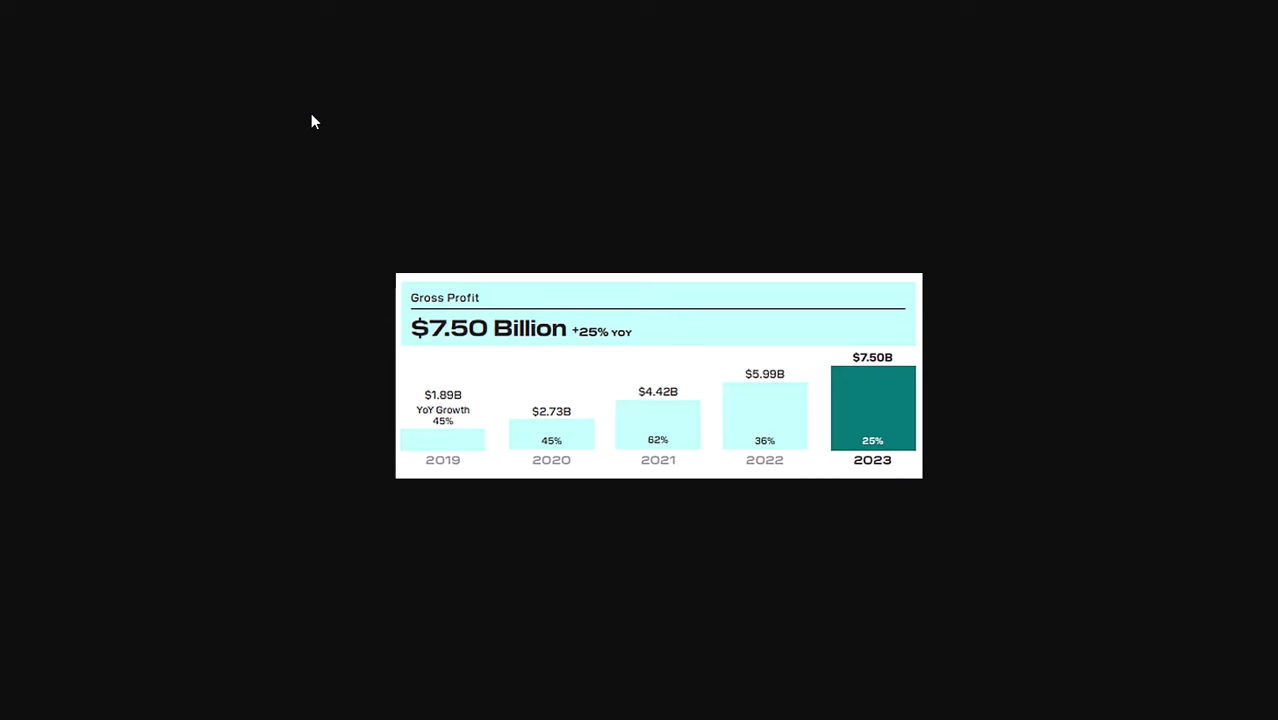 Gross Profit
$7.50 Billion +25% YOY
$7.50B
$5.99B
$4.42B
$2.73B
$1.89B
YoY Growth
45%
45%
62%
36%
25%
2019
2020
2021
2022
2023